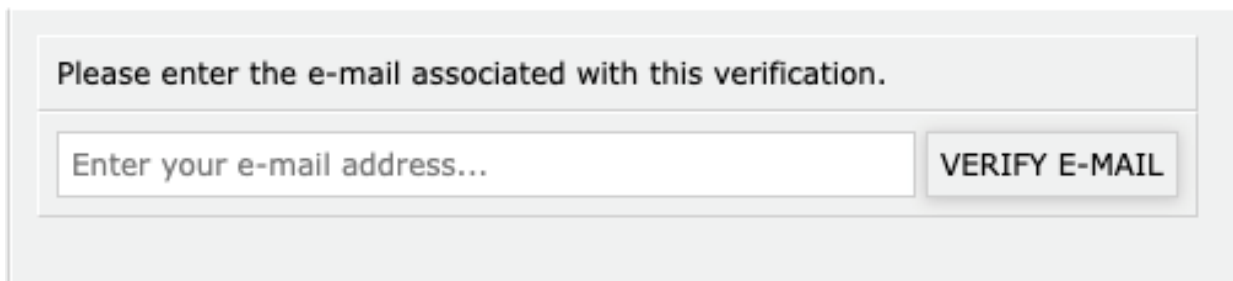 Please enter the e-mail associated with this verification.
Enter your e-mail address...
VERIFY E-MAIL